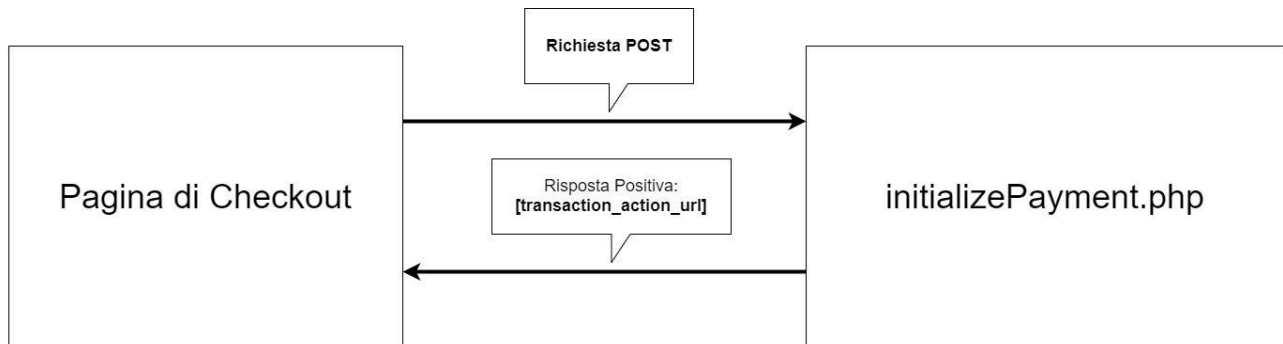 Richiesta POST
Pagina di Checkout
Risposta Positiva:
[transaction_action_url]
initializePayment.php